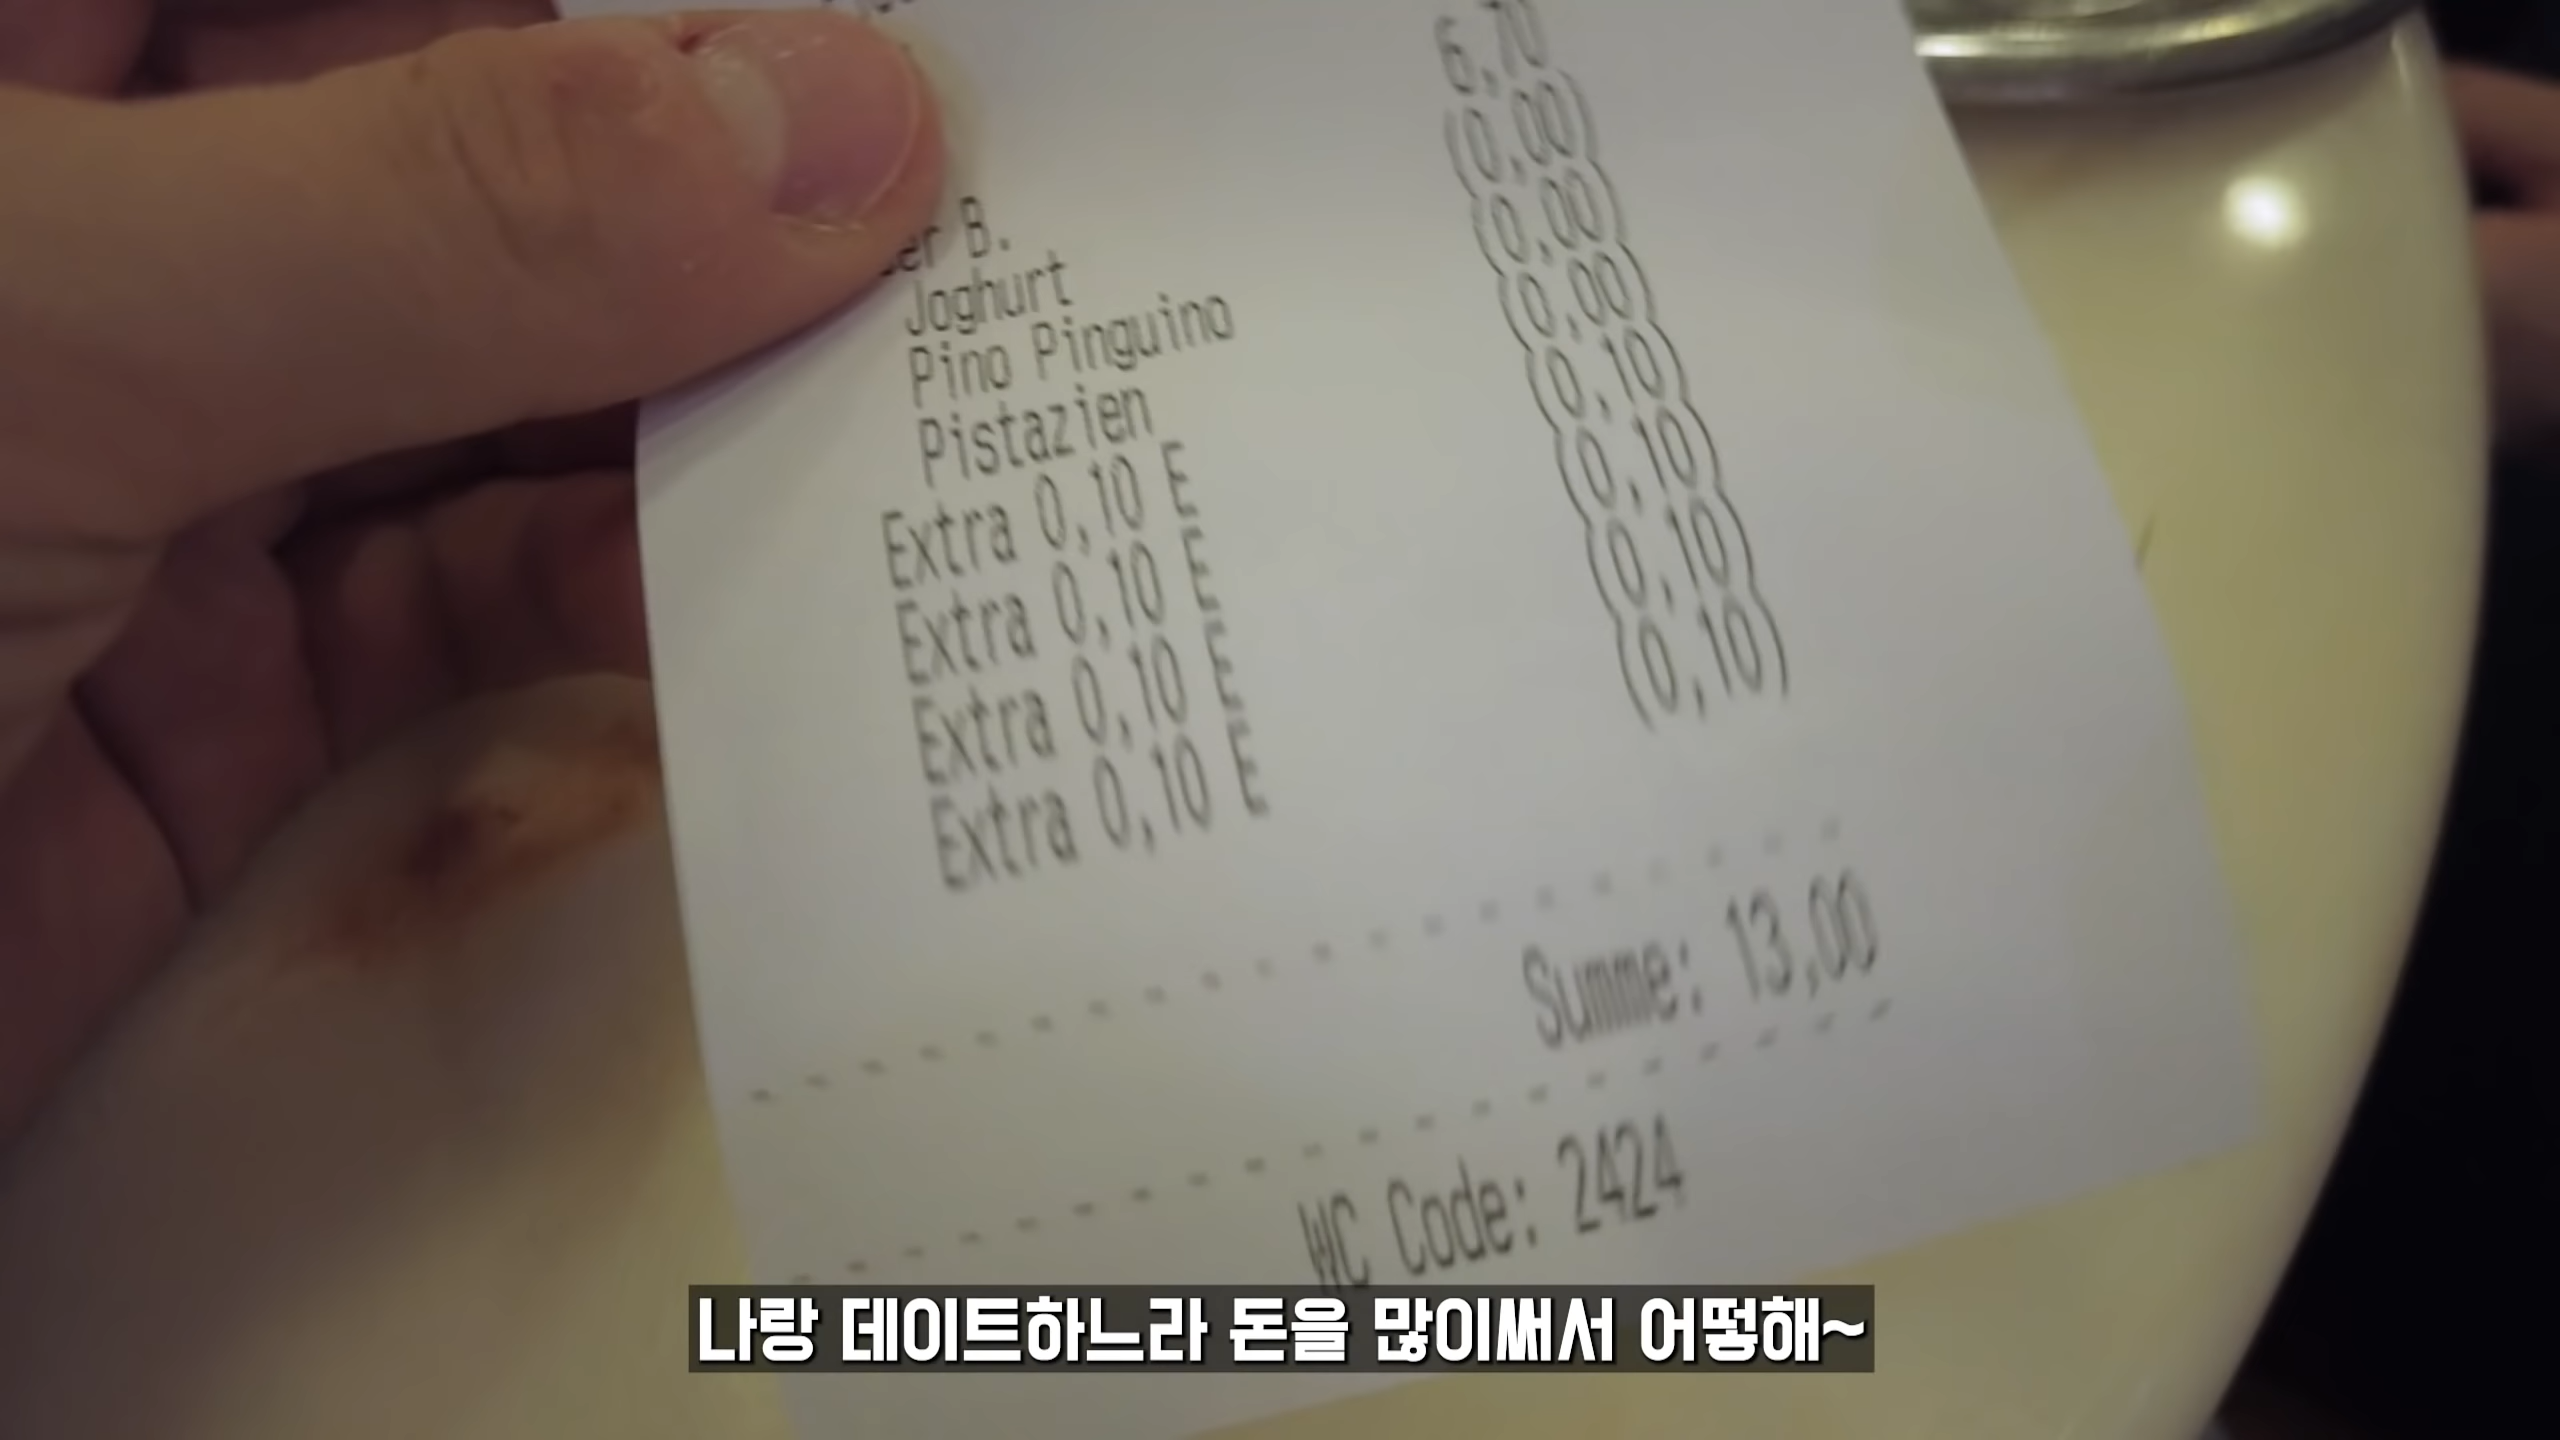 6,70
(0,00)
er B. (0,00)
Joghurt (0,00)
Pino Pinguino (0,10)
Pistazien (0,10)
Extra 0,10 E (0,10)
Extra 0,10 E (0,10)
Extra 0,10 E
Extra 0,10 E
Summe: 13,00
WC Code: 2424
나랑 데이트하느라 돈을 많이써서 어떻해~